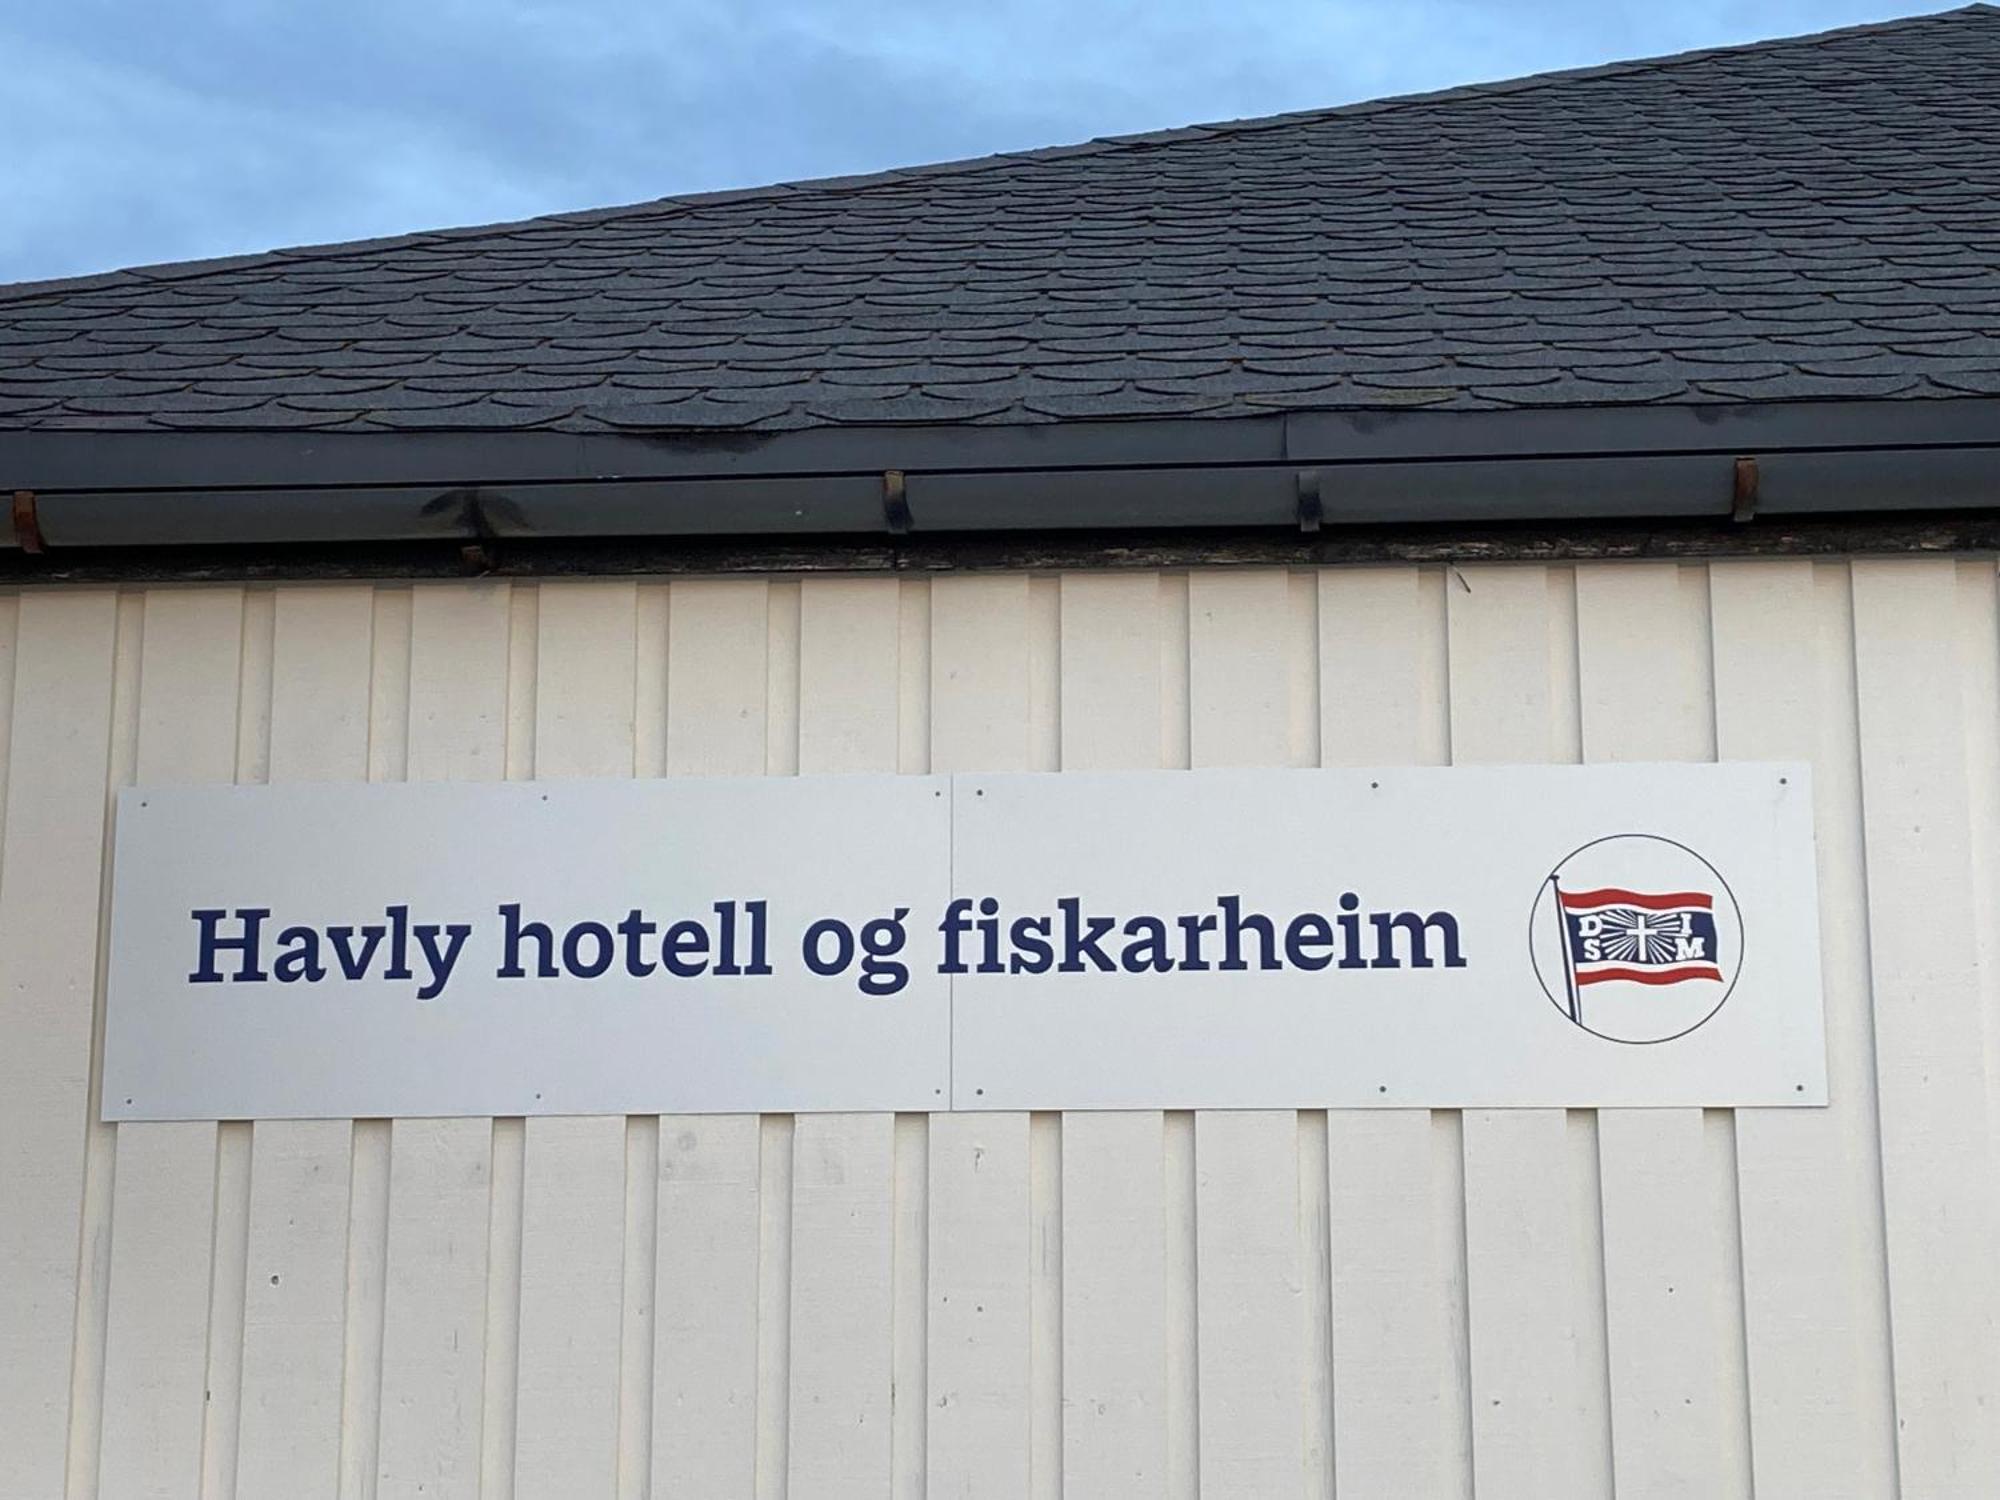 Havly hotell og fiskarheim
D I
S M